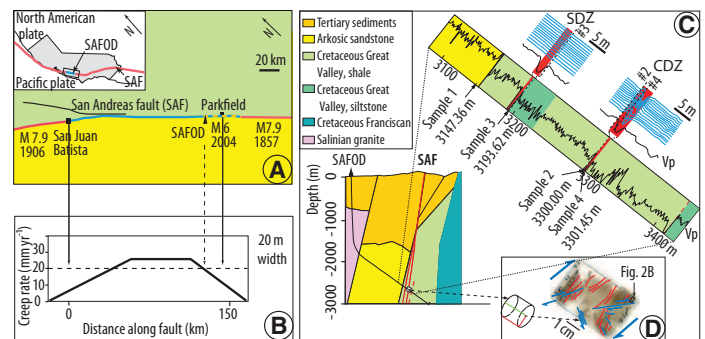 North American
plate
N
SAFOD
Pacific plate
SAF
N
20 km
San Andreas fault (SAF)
Parkfield
M 7.9
1906
San Juan
Batista
SAFOD
M 6
2004
M7.9
1857
A
Creep rate (mm yr-1)
30
20
10
0
20 m
width
0
150
Distance along fault (km)
B
Tertiary sediments
Arkosic sandstone
Cretaceous Great
Valley, shale
Cretaceous Great
Valley, siltstone
Cretaceous Franciscan
Salinian granite
SAFOD
SAF
Depth (m)
0
−1000
−2000
−3000
C
SDZ
#3
5m
CDZ
#2
#4
5m
Vp
3100
3200
3300
3400 m
Vp
Sample 1
3147.36 m
Sample 3
3193.62 m
Sample 2
3300.00 m
Sample 4
3301.45 m
Fig. 2B
1 cm
D